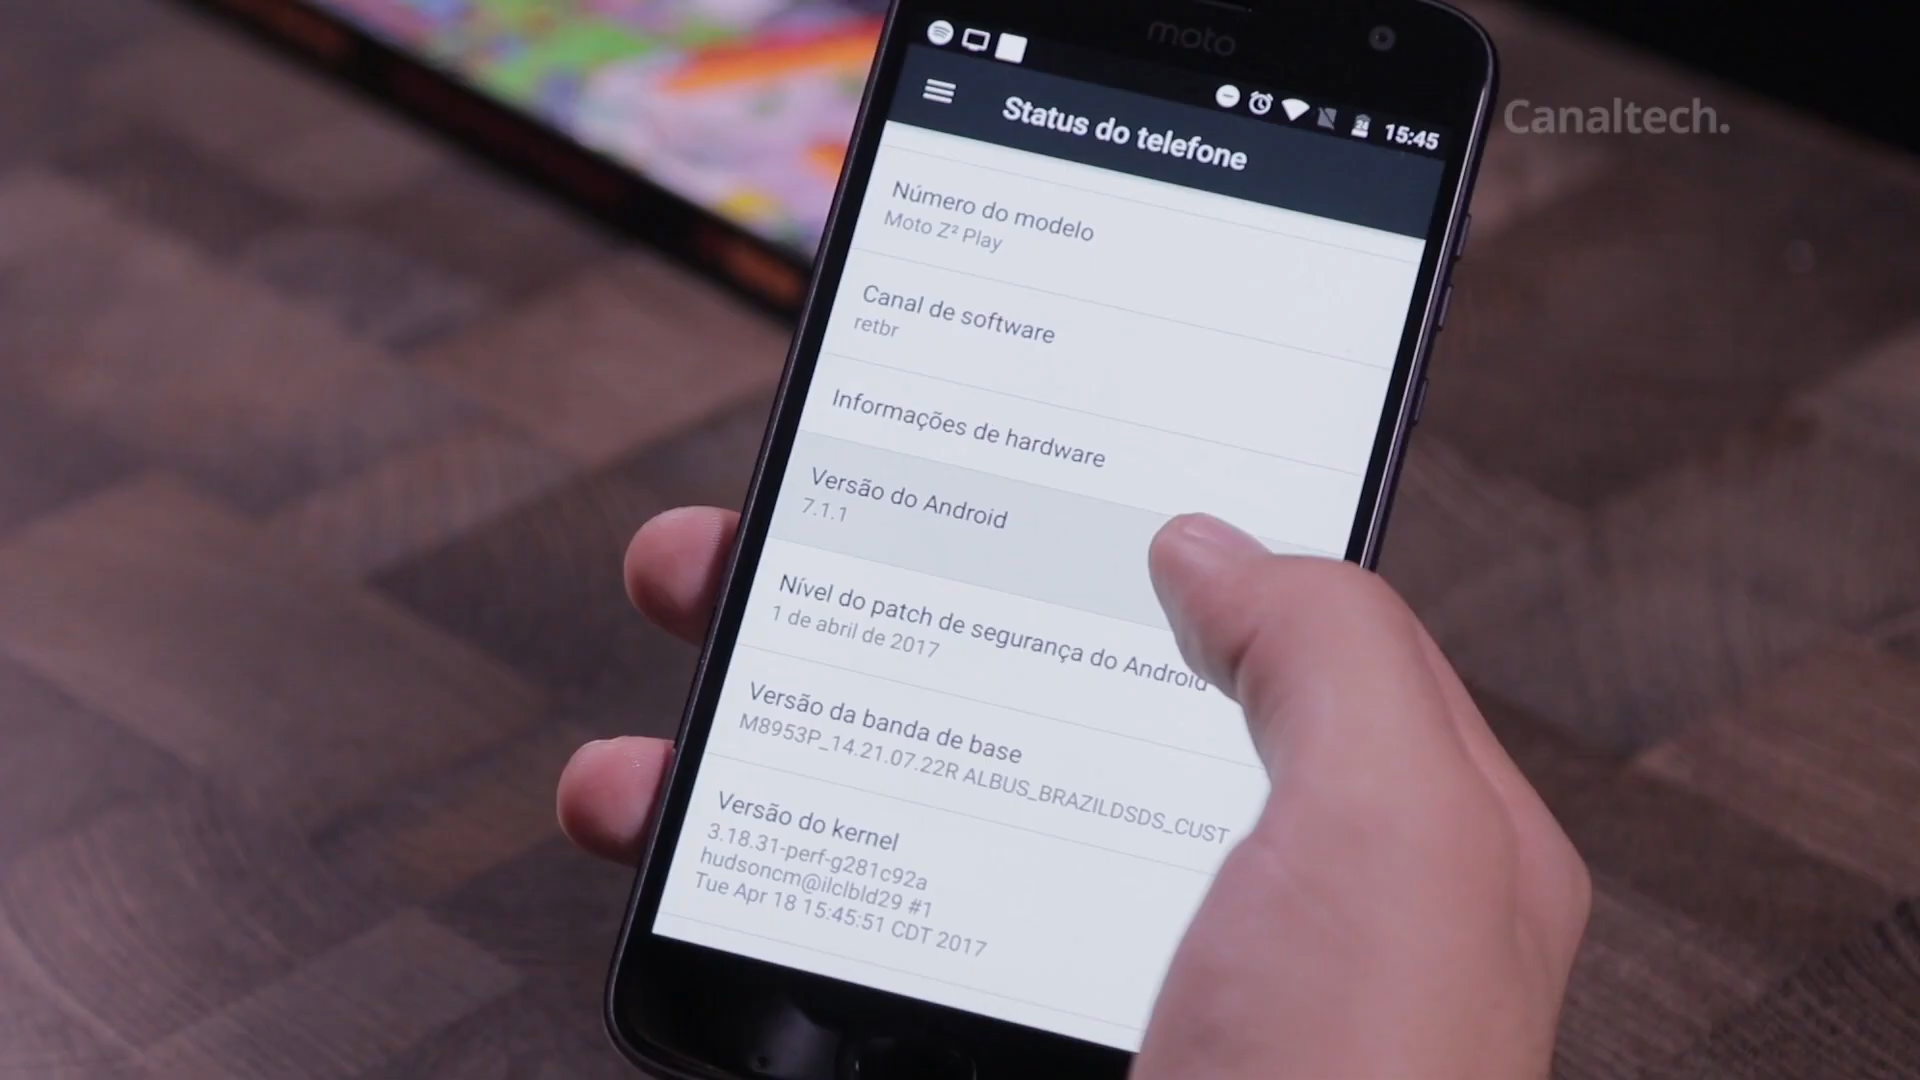 moto
Canaltech.
24
15:45
Status do telefone
Número do modelo
Moto Z² Play
Canal de software
retbr
Informações de hardware
Versão do Android
7.1.1
Nível do patch de segurança do Android
1 de abril de 2017
Versão da banda de base
M8953P_14.21.07.22R ALBUS_BRAZILDSDS_CUST
Versão do kernel
3.18.31-perf-g281c92a
hudsoncm@ilclbld29 #1
Tue Apr 18 15:45:51 CDT 2017